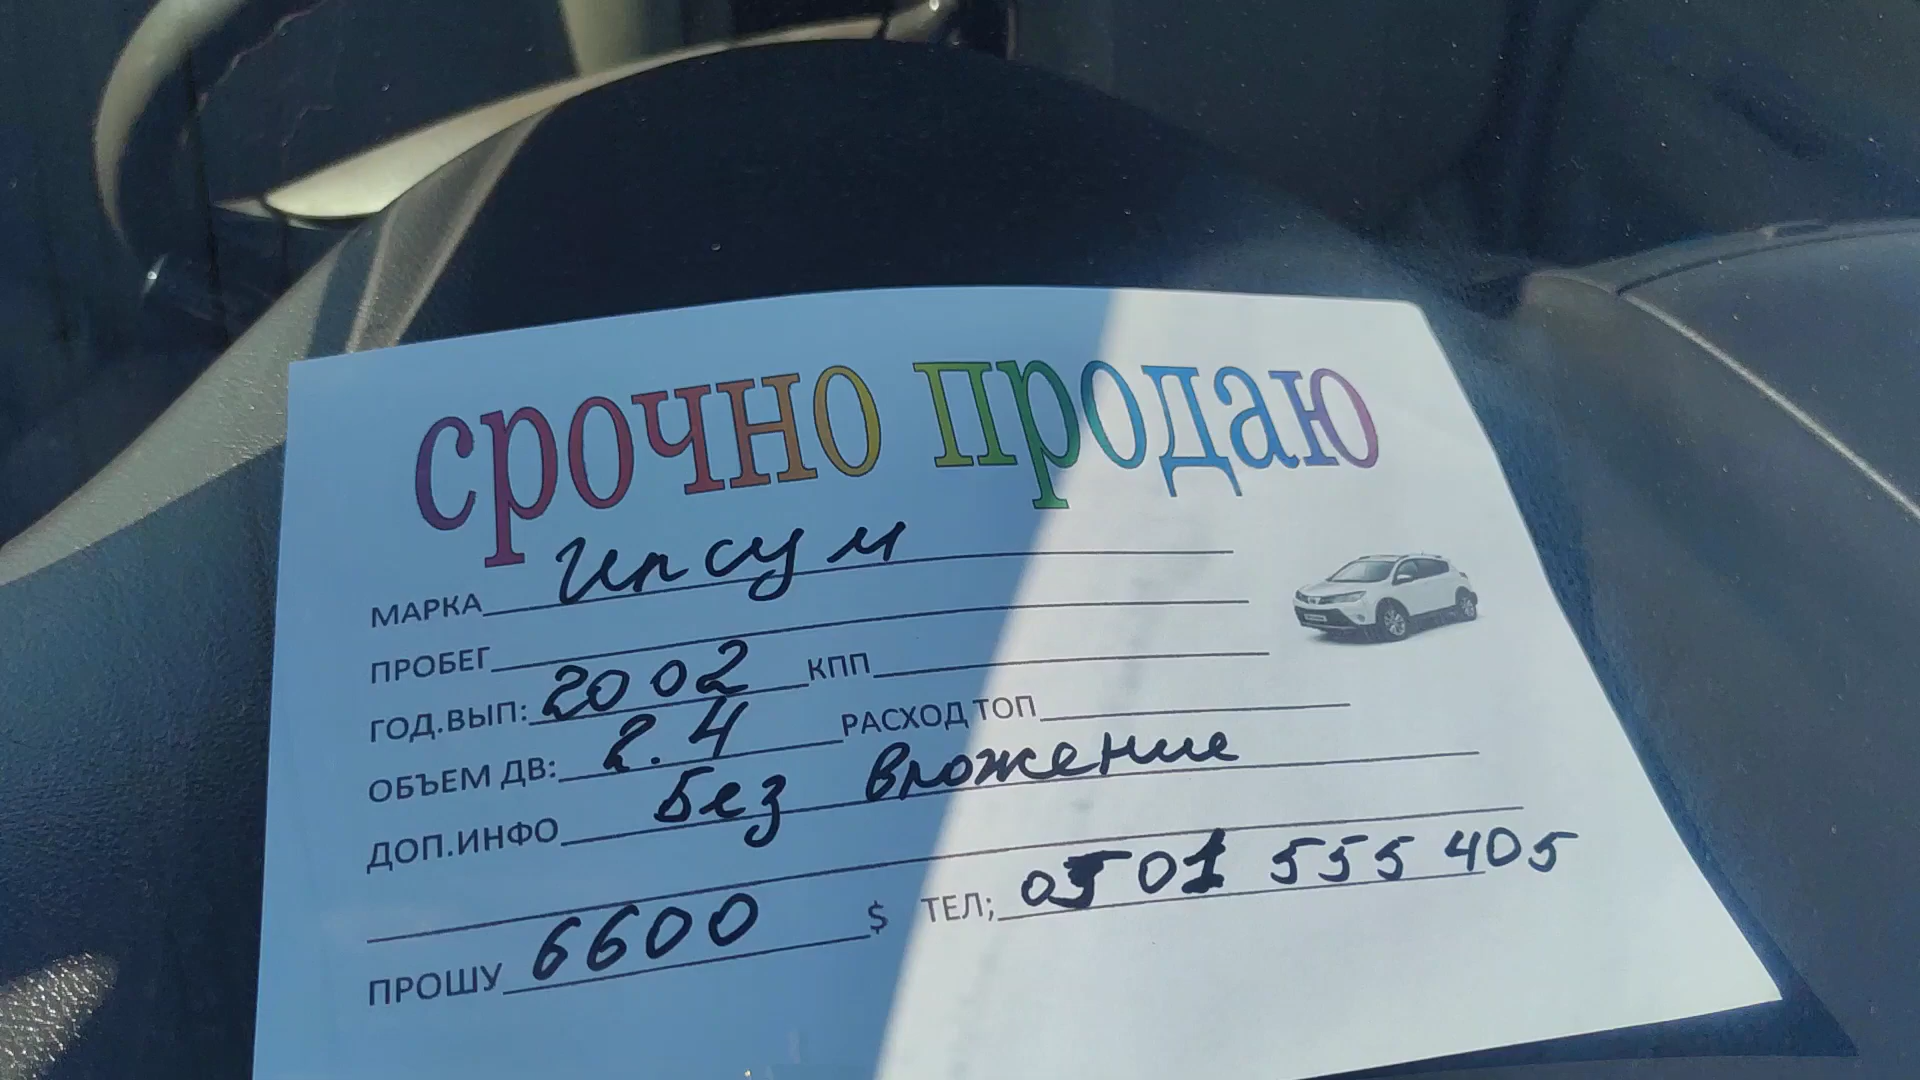 срочно продаю
МАРКА Ипсум
ПРОБЕГ
ГОД.ВЫП: 2002 КПП
ОБЪЕМ ДВ: 2.4 РАСХОД ТОП
ДОП.ИНФО Без вложение
ПРОШУ 6600 $ ТЕЛ; 0501 555 405